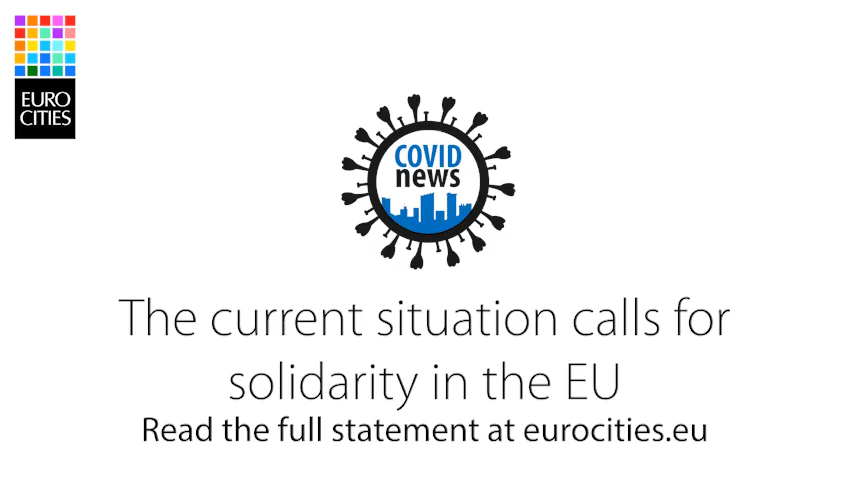 EURO
CITIES
COVID
news
The current situation calls for
solidarity in the EU
Read the full statement at eurocities.eu